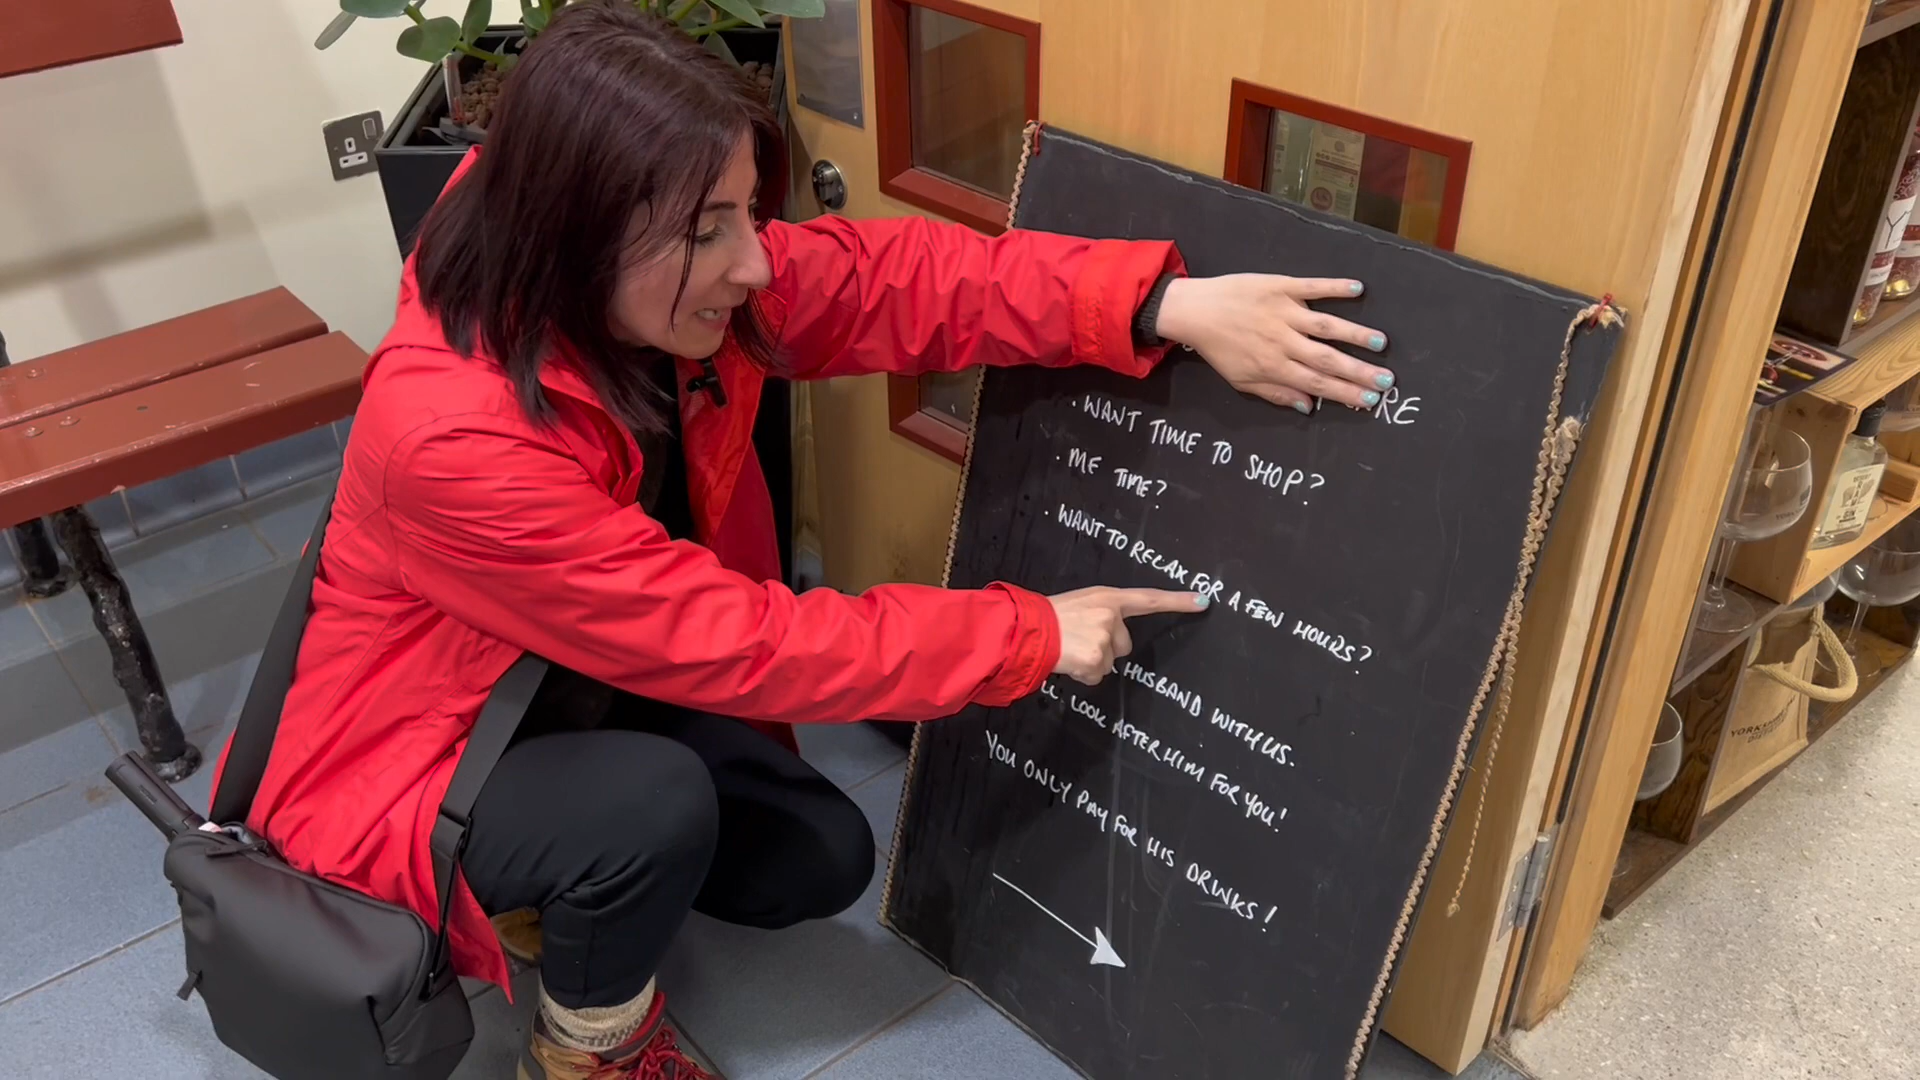 · WANT TIME TO SHOP?
· ME TIME?
· WANT TO RELAX FOR A FEW HOURS?
HUSBAND WITH US.
LOOK AFTER HIM FOR YOU!
YOU ONLY PAY FOR HIS DRINKS!